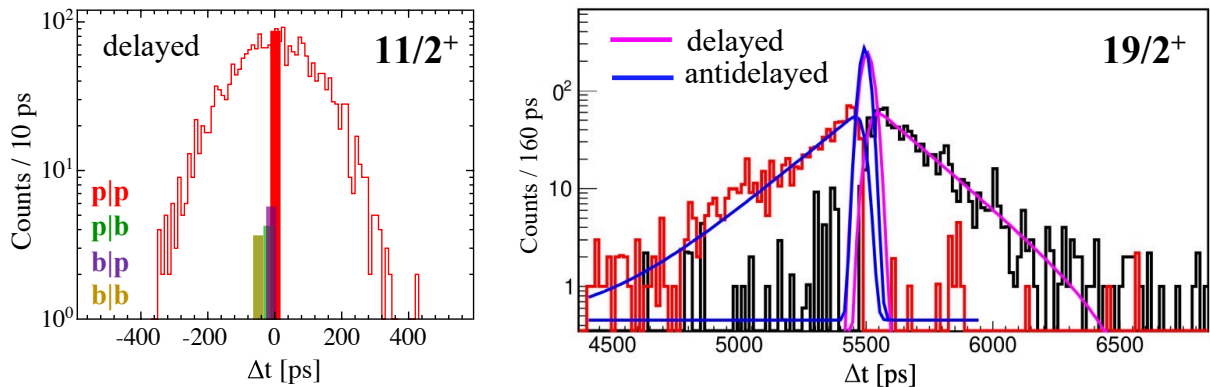 10²
delayed
11/2⁺
10¹
p|p
p|b
b|p
b|b
10⁰
-400
-200
0
200
400
Δt [ps]
Counts / 10 ps
delayed
antidelayed
19/2⁺
10²
10
1
4500
5000
5500
6000
6500
Δt [ps]
Counts / 160 ps